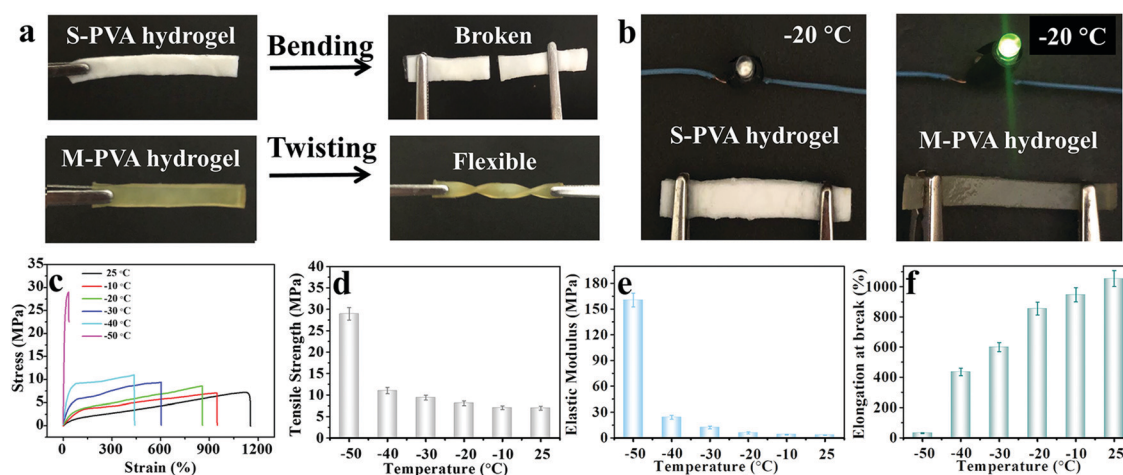 a
S-PVA hydrogel
Bending
Broken
M-PVA hydrogel
Twisting
Flexible
b
-20 °C
S-PVA hydrogel
-20 °C
M-PVA hydrogel
c
Stress (MPa)
35
30
25
20
15
10
5
0
25 °C
-10 °C
-20 °C
-30 °C
-40 °C
-50 °C
0 300 600 900 1200
Strain (%)
d
Tensile Strength (MPa)
40
35
30
25
20
15
10
5
0
-50 -40 -30 -20 -10 25
Temperature (°C)
e
Elastic Modulus (MPa)
180
150
120
90
60
30
0
-50 -40 -30 -20 -10 25
Temperature (°C)
f
Elongation at break (%)
1000
800
600
400
200
0
-50 -40 -30 -20 -10 25
Temperature (°C)